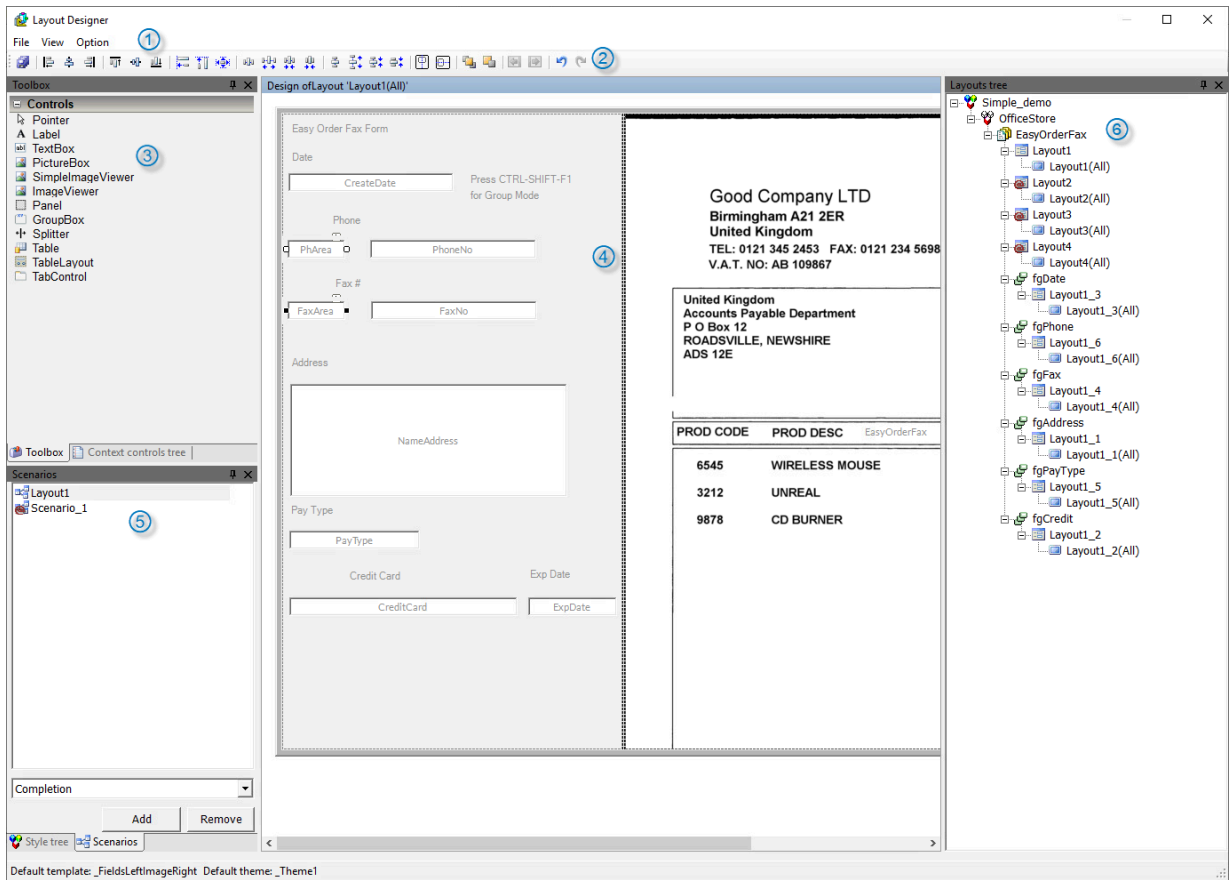 Layout Designer
File View Option
1
2
Toolbox
Controls
Pointer
A Label
abl TextBox
PictureBox
SimpleImageViewer
ImageViewer
Panel
GroupBox
Splitter
Table
TableLayout
TabControl
3
Toolbox Context controls tree
Scenarios
Layout1
Scenario_1
5
Completion
Add Remove
Style tree Scenarios
Design ofLayout 'Layout1(All)'
Easy Order Fax Form
Date
CreateDate
Press CTRL-SHIFT-F1
for Group Mode
Phone
PhArea PhoneNo
Fax #
FaxArea FaxNo
Address
NameAddress
Pay Type
PayType
Credit Card Exp Date
CreditCard ExpDate
4
Good Company LTD
Birmingham A21 2ER
United Kingdom
TEL: 0121 345 2453 FAX: 0121 234 5698
V.A.T. NO: AB 109867
United Kingdom
Accounts Payable Department
P O Box 12
ROADSVILLE, NEWSHIRE
ADS 12E
PROD CODE PROD DESC EasyOrderFax
6545 WIRELESS MOUSE
3212 UNREAL
9878 CD BURNER
Layouts tree
Simple_demo
OfficeStore
EasyOrderFax
6
Layout1
Layout1(All)
Layout2
Layout2(All)
Layout3
Layout3(All)
Layout4
Layout4(All)
fgDate
Layout1_3
Layout1_3(All)
fgPhone
Layout1_6
Layout1_6(All)
fgFax
Layout1_4
Layout1_4(All)
fgAddress
Layout1_1
Layout1_1(All)
fgPayType
Layout1_5
Layout1_5(All)
fgCredit
Layout1_2
Layout1_2(All)
Default template: _FieldsLeftImageRight Default theme: _Theme1